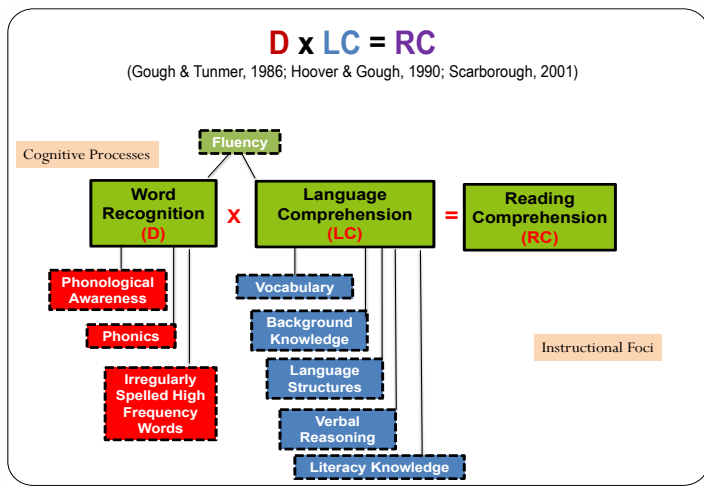 D x LC = RC
(Gough & Tunmer, 1986; Hoover & Gough, 1990; Scarborough, 2001)
Fluency
Cognitive Processes
Word
Recognition
(D)
x
Language
Comprehension
(LC)
=
Reading
Comprehension
(RC)
Phonological
Awareness
Phonics
Irregularly
Spelled High
Frequency
Words
Vocabulary
Background
Knowledge
Language
Structures
Verbal
Reasoning
Literacy Knowledge
Instructional Foci